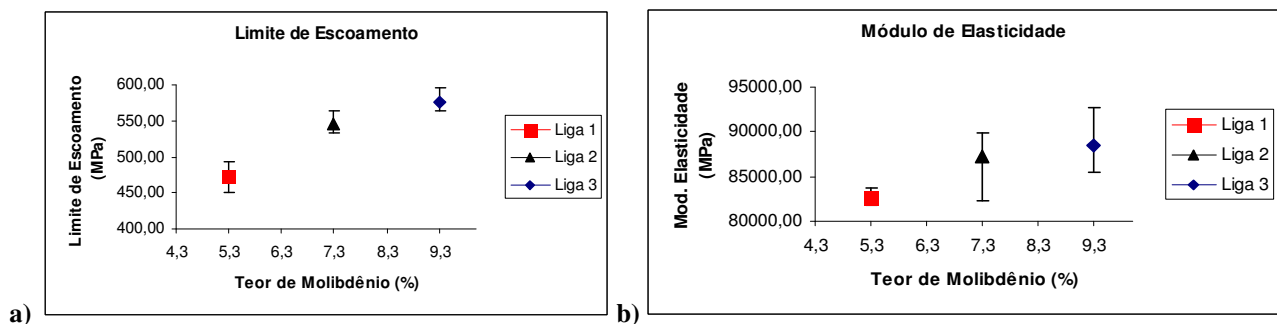 Limite de Escoamento
Limite de Escoamento
(MPa)
600,00
550,00
500,00
450,00
400,00
4,3 5,3 6,3 7,3 8,3 9,3
Teor de Molibdênio (%)
Liga 1
Liga 2
Liga 3
a)
Módulo de Elasticidade
Mod. Elasticidade
(MPa)
95000,00
90000,00
85000,00
80000,00
4,3 5,3 6,3 7,3 8,3 9,3
Teor de Molibdênio (%)
Liga 1
Liga 2
Liga 3
b)